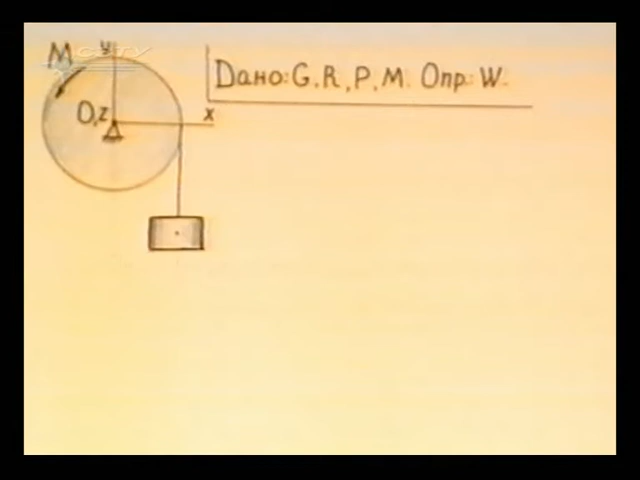 M y
Дано: G, R, P, M. Опр: W.
O,z x